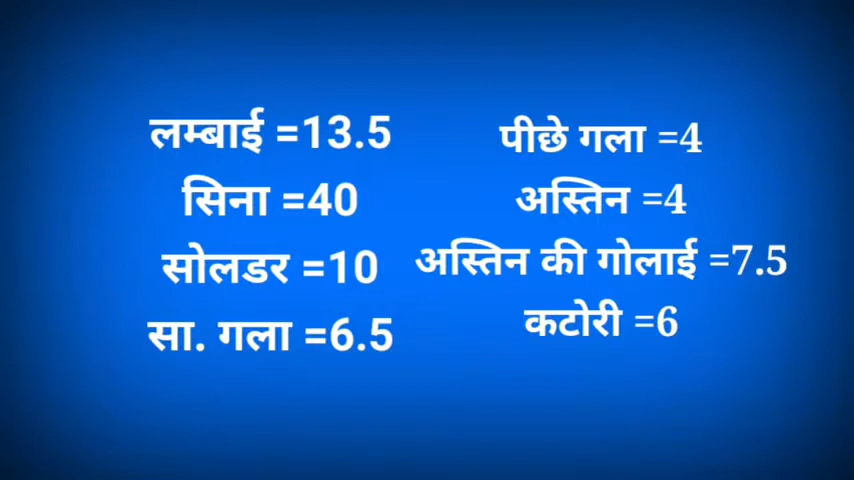 लम्बाई =13.5
सिना =40
सोलडर =10
सा. गला =6.5
पीछे गला =4
अस्तिन =4
अस्तिन की गोलाई =7.5
कटोरी =6